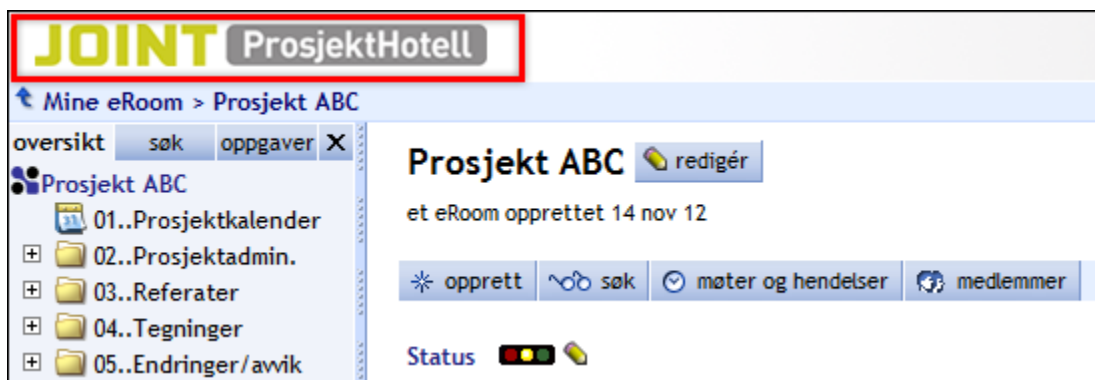 JOINT ProsjektHotell
Mine eRoom > Prosjekt ABC
oversikt søk oppgaver X
Prosjekt ABC
01..Prosjektkalender
02..Prosjektadmin.
03..Referater
04..Tegninger
05..Endringer/avvik
Prosjekt ABC redigér
et eRoom opprettet 14 nov 12
opprett søk møter og hendelser medlemmer
Status